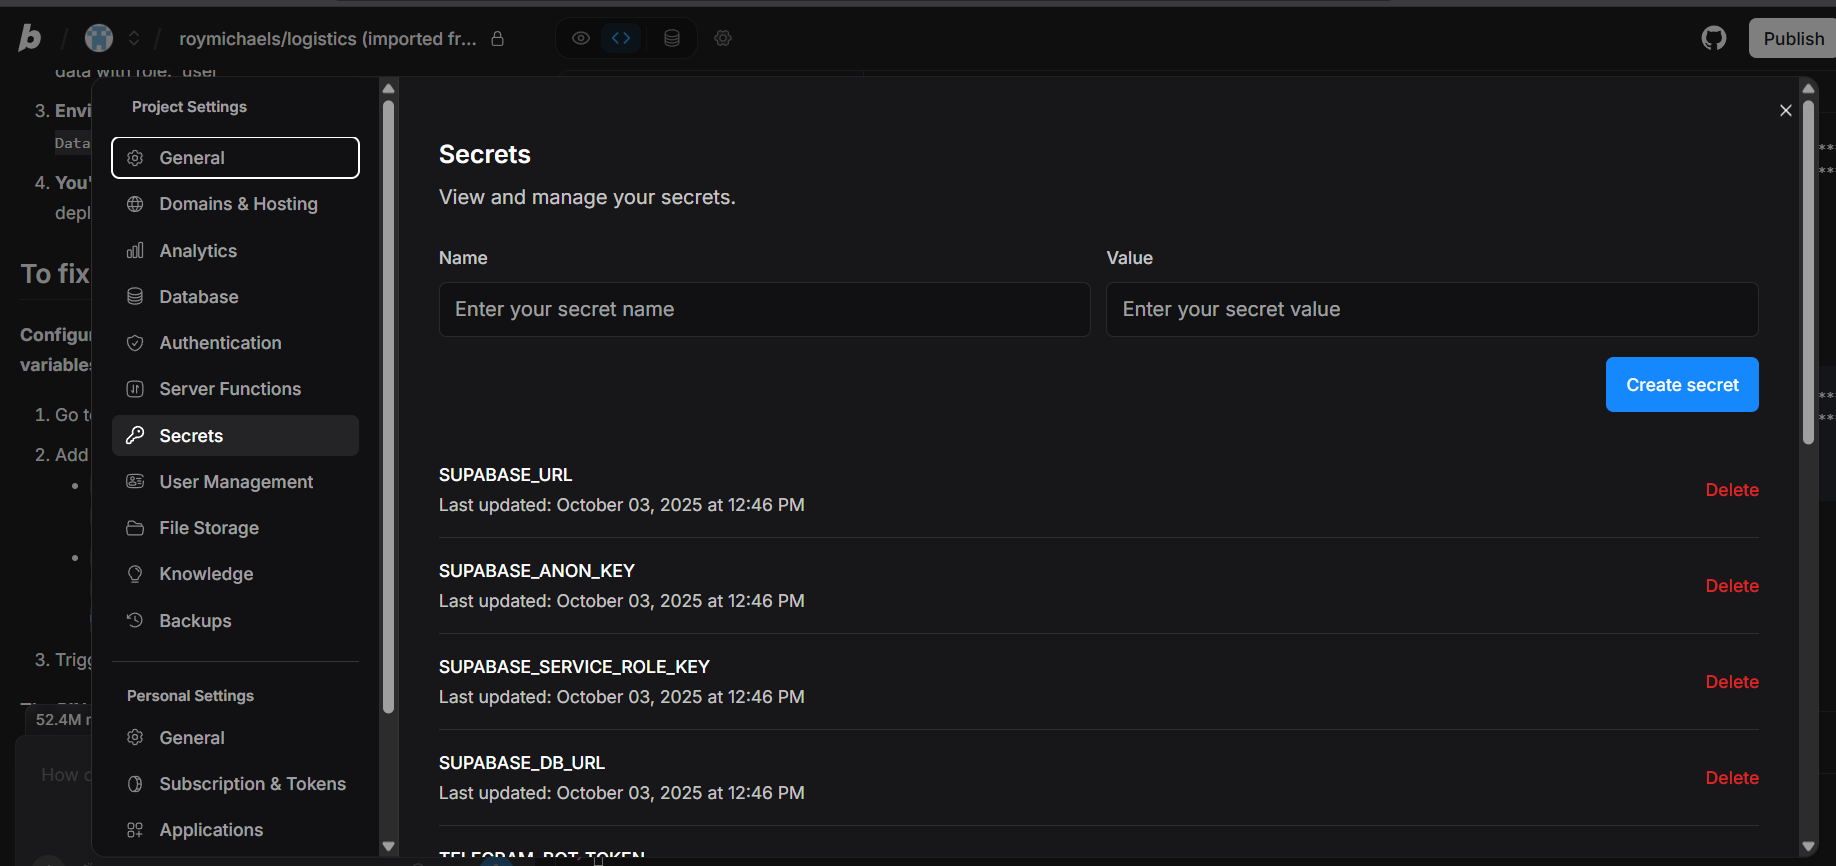 b
roymichaels/logistics (imported fr...
Publish
data with role: user
3. Envi
Data
4. You'
depl
To fix
Configu
variables
1. Go to
2. Add
3. Trigg
52.4M
How c
Project Settings
General
Domains & Hosting
Analytics
Database
Authentication
Server Functions
Secrets
User Management
File Storage
Knowledge
Backups
Personal Settings
General
Subscription & Tokens
Applications
Secrets
View and manage your secrets.
Name
Value
Enter your secret name
Enter your secret value
Create secret
SUPABASE_URL
Last updated: October 03, 2025 at 12:46 PM
Delete
SUPABASE_ANON_KEY
Last updated: October 03, 2025 at 12:46 PM
Delete
SUPABASE_SERVICE_ROLE_KEY
Last updated: October 03, 2025 at 12:46 PM
Delete
SUPABASE_DB_URL
Last updated: October 03, 2025 at 12:46 PM
Delete
TELEGRAM_BOT_TOKEN